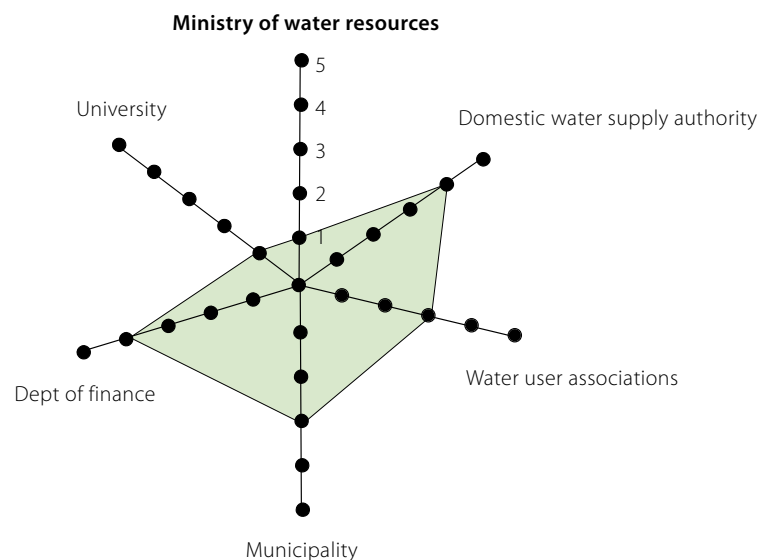 Ministry of water resources
5
University
4
Domestic water supply authority
3
2
1
Water user associations
Dept of finance
Municipality